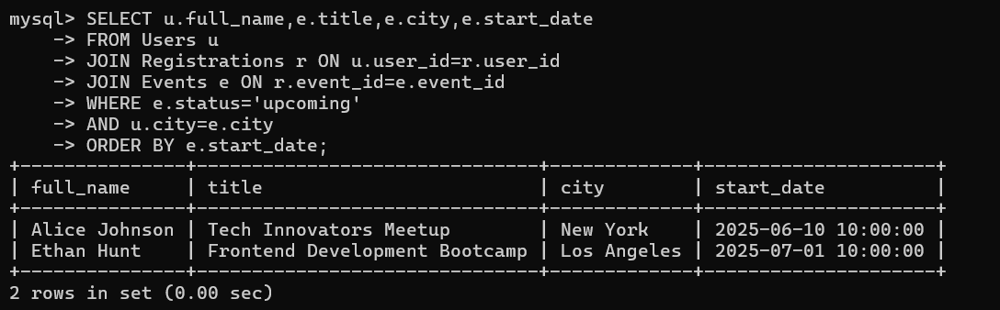 mysql> SELECT u.full_name,e.title,e.city,e.start_date
    -> FROM Users u
    -> JOIN Registrations r ON u.user_id=r.user_id
    -> JOIN Events e ON r.event_id=e.event_id
    -> WHERE e.status='upcoming'
    -> AND u.city=e.city
    -> ORDER BY e.start_date;
+---------------+-------------------------------+-------------+---------------------+
| full_name     | title                         | city        | start_date          |
+---------------+-------------------------------+-------------+---------------------+
| Alice Johnson | Tech Innovators Meetup        | New York    | 2025-06-10 10:00:00 |
| Ethan Hunt    | Frontend Development Bootcamp | Los Angeles | 2025-07-01 10:00:00 |
+---------------+-------------------------------+-------------+---------------------+
2 rows in set (0.00 sec)